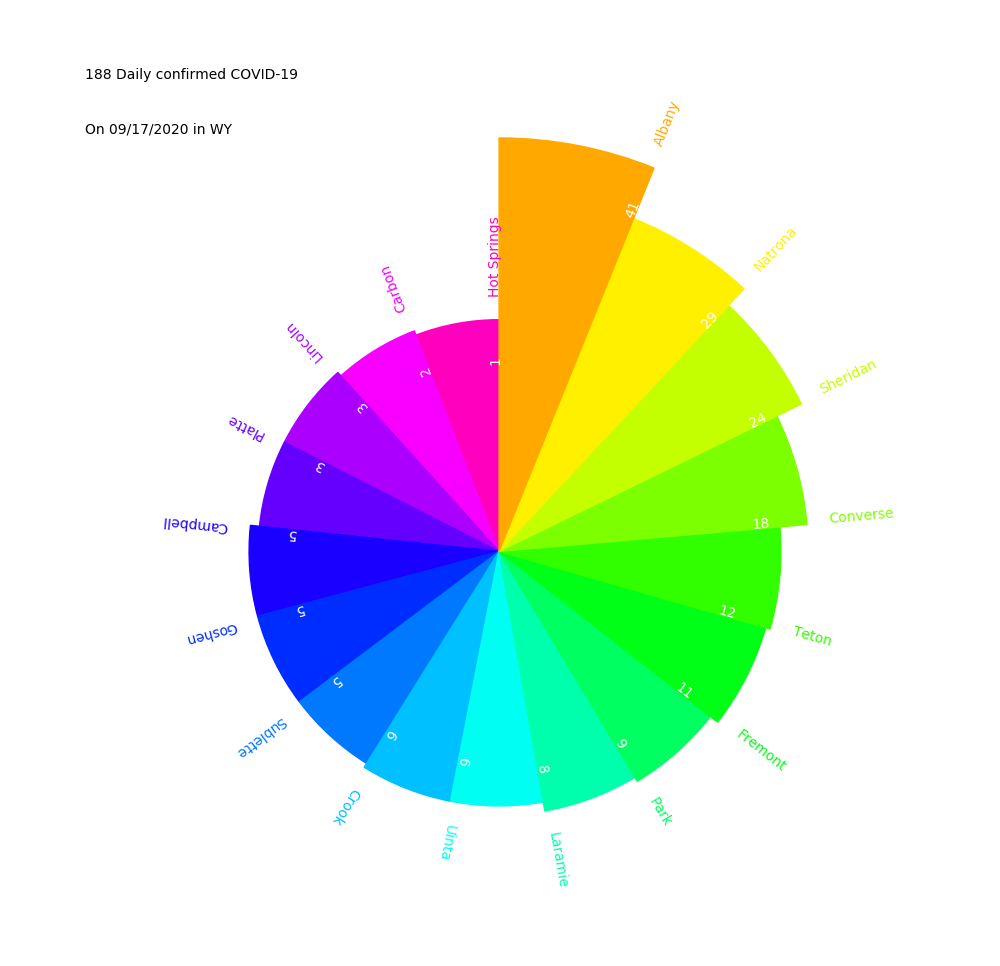 188 Daily confirmed COVID-19
On 09/17/2020 in WY
Albany
41
Natrona
29
Sheridan
24
Converse
18
Teton
12
Fremont
11
Park
9
Laramie
8
Uinta
6
Crook
6
Sublette
5
Goshen
5
Campbell
5
Platte
3
Lincoln
3
Carbon
2
Hot Springs
1